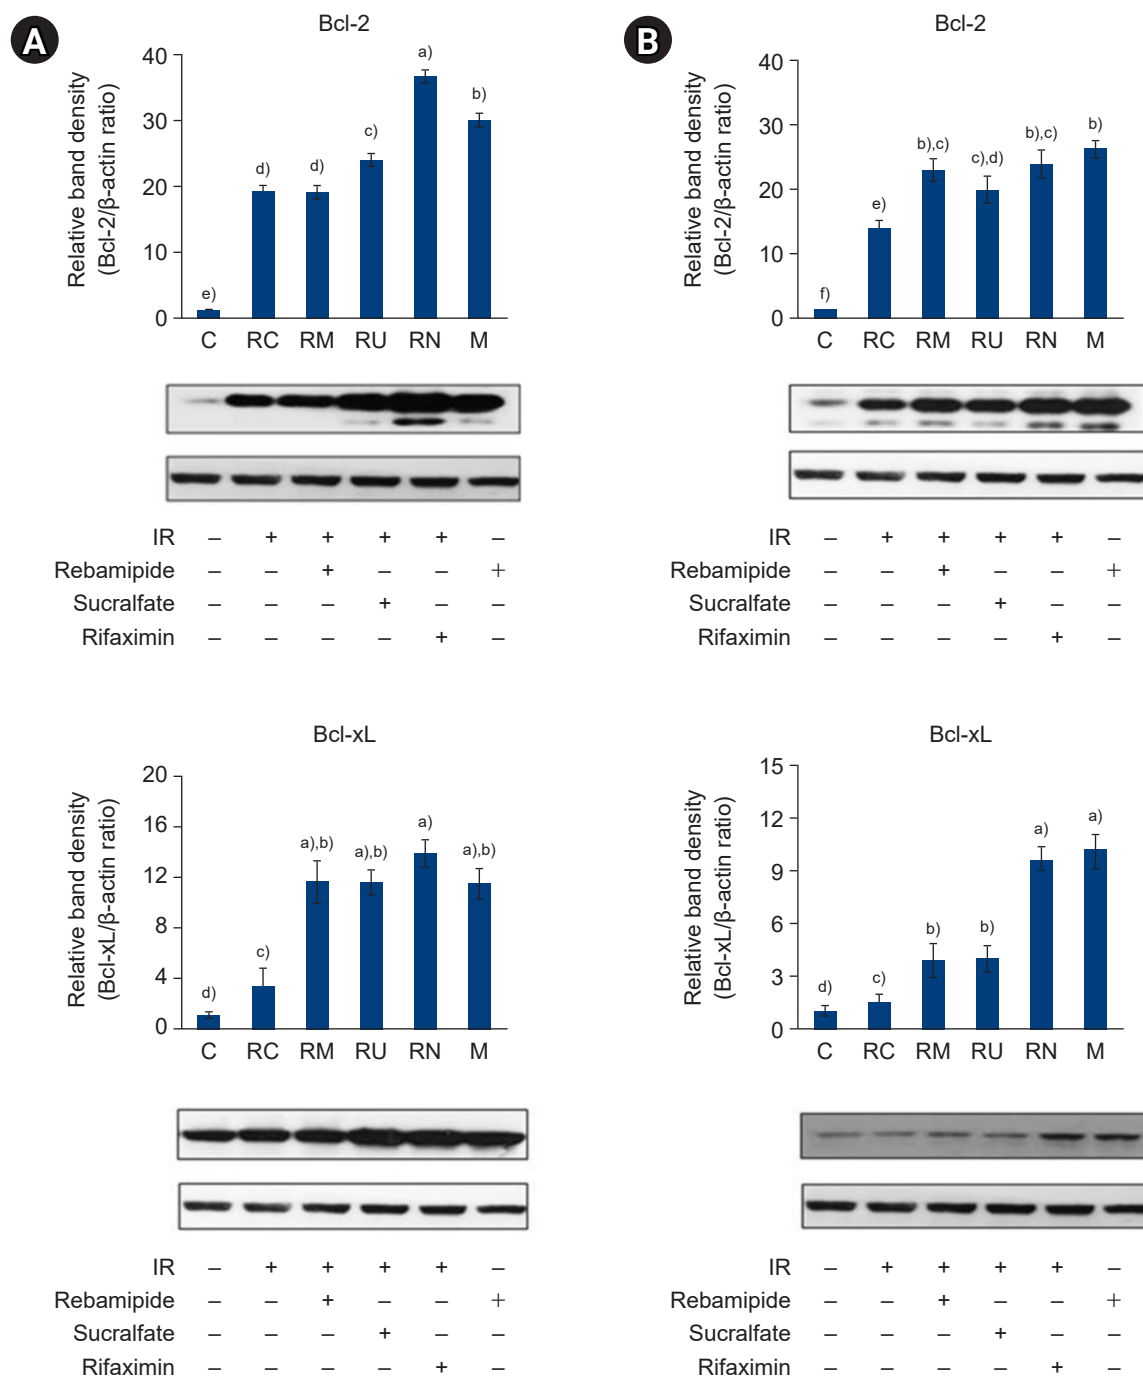 A
Bcl-2
Relative band density
(Bcl-2/β-actin ratio)
40
30
20
10
0
e)
d)
d)
c)
a)
b)
C RC RM RU RN M
IR – + + + + –
Rebamipide – – + – – +
Sucralfate – – – + – –
Rifaximin – – – – + –
B
Bcl-2
Relative band density
(Bcl-2/β-actin ratio)
40
30
20
10
0
f)
e)
b),c)
c),d)
b),c)
b)
C RC RM RU RN M
IR – + + + + –
Rebamipide – – + – – +
Sucralfate – – – + – –
Rifaximin – – – – + –
Bcl-xL
Relative band density
(Bcl-xL/β-actin ratio)
20
16
12
8
4
0
d)
c)
a),b)
a),b)
a)
a),b)
C RC RM RU RN M
IR – + + + + –
Rebamipide – – + – – +
Sucralfate – – – + – –
Rifaximin – – – – + –
Bcl-xL
Relative band density
(Bcl-xL/β-actin ratio)
15
12
9
6
3
0
d)
c)
b)
b)
a)
a)
C RC RM RU RN M
IR – + + + + –
Rebamipide – – + – – +
Sucralfate – – – + – –
Rifaximin – – – – + –